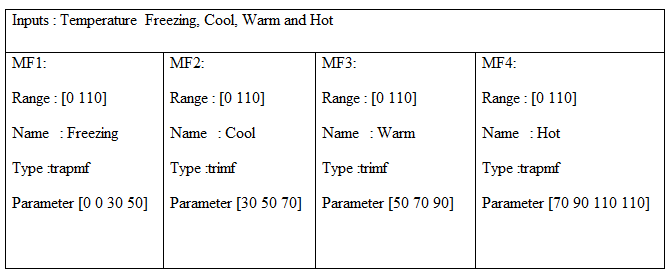 Inputs : Temperature  Freezing, Cool, Warm and Hot
MF1:
Range : [0 110]
Name   : Freezing
Type :trapmf
Parameter [0 0 30 50]
MF2:
Range : [0 110]
Name   : Cool
Type :trimf
Parameter [30 50 70]
MF3:
Range : [0 110]
Name   : Warm
Type :trimf
Parameter [50 70 90]
MF4:
Range : [0 110]
Name   : Hot
Type :trapmf
Parameter [70 90 110 110]